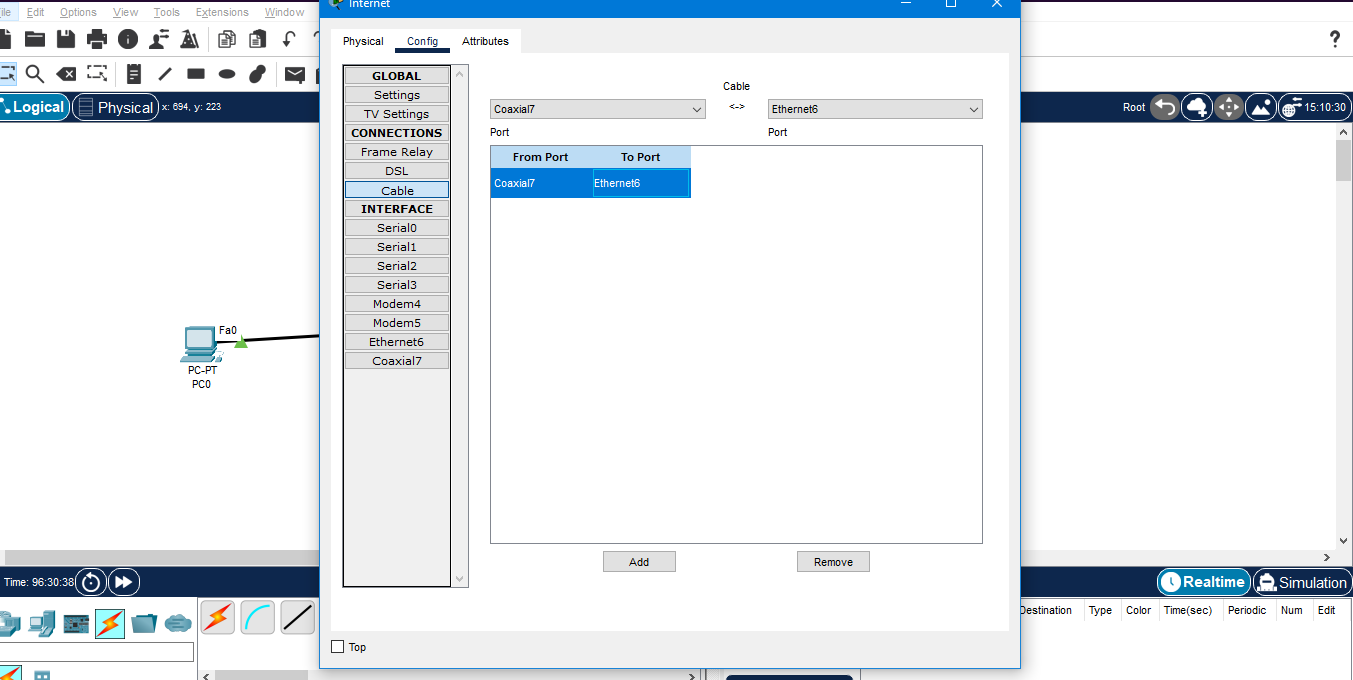 Internet
ile Edit Options View Tools Extensions Window
Physical Config Attributes
Logical Physical x: 694, y: 223
Root 15:10:30
GLOBAL
Settings
TV Settings
CONNECTIONS
Frame Relay
DSL
Cable
INTERFACE
Serial0
Serial1
Serial2
Serial3
Modem4
Modem5
Ethernet6
Coaxial7
Cable
Coaxial7 <-> Ethernet6
Port Port
From Port To Port
Coaxial7 Ethernet6
Fa0
PC-PT
PC0
Add Remove
Top
Time: 96:30:38
Realtime Simulation
Destination Type Color Time(sec) Periodic Num Edit